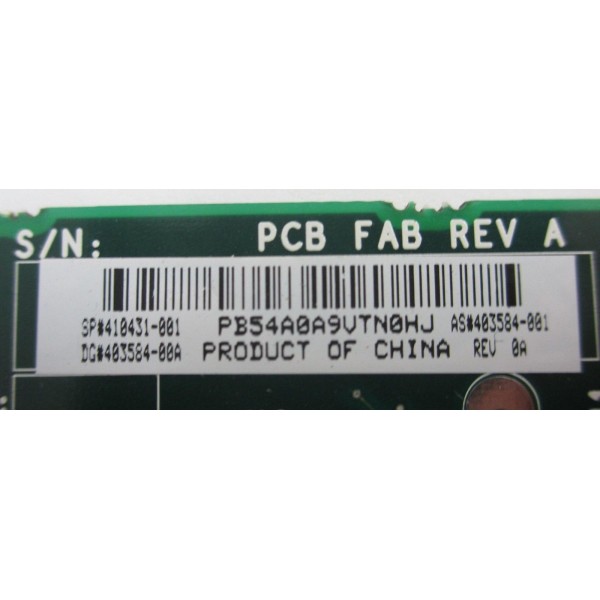 S/N: PCB FAB REV A
SP#410431-001 PB54A0A9VTN0HJ AS#403584-001
DG#403584-00A PRODUCT OF CHINA REV 0A